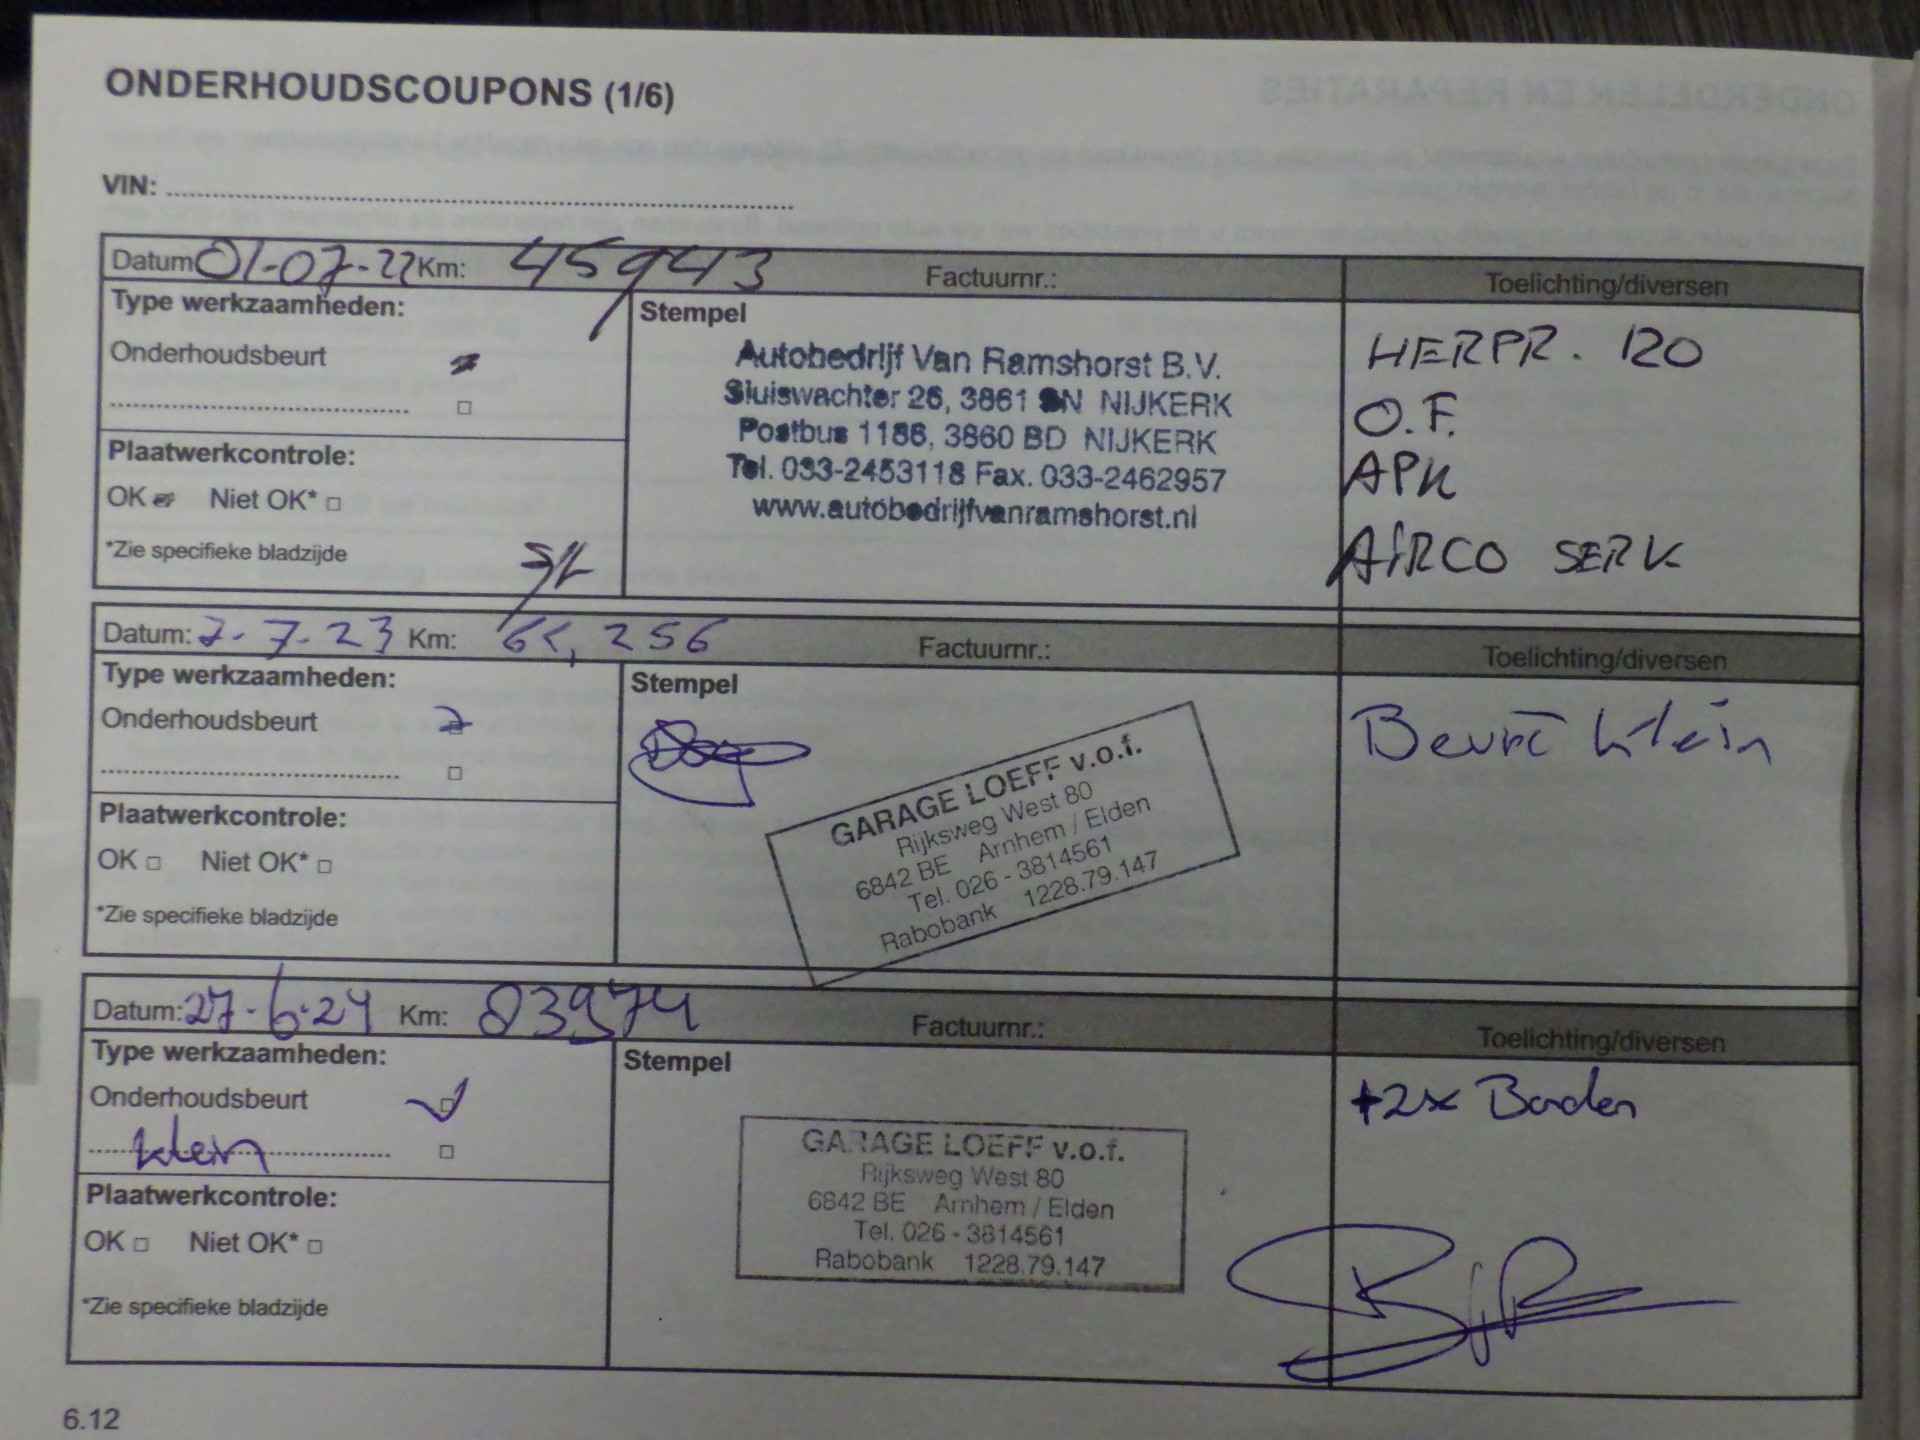 ONDERHOUDSCOUPONS (1/6)
VIN:
Datum 01-07-22 Km: 45943 Factuurnr.: Toelichting/diversen
Type werkzaamheden:
Onderhoudsbeurt
Plaatwerkcontrole:
OK Niet OK*
*Zie specifieke bladzijde
Stempel
Autobedrijf Van Ramshorst B.V.
Sluiswachter 26, 3861 SN NIJKERK
Postbus 1186, 3860 BD NIJKERK
Tel. 033-2453118 Fax. 033-2462957
www.autobedrijfvanramshorst.nl
HERPR. 120
O.F.
APK
AIRCO SERV
Datum: 2-7-23 Km: 256 Factuurnr.: Toelichting/diversen
Type werkzaamheden:
Onderhoudsbeurt
Plaatwerkcontrole:
OK Niet OK*
*Zie specifieke bladzijde
Stempel
GARAGE LOEFF v.o.f.
Rijksweg West 80
6842 BE Arnhem / Elden
Tel. 026 - 3814561
Rabobank 1228.79.147
Beurt klein
Datum: 27-6-24 Km: 83974 Factuurnr.: Toelichting/diversen
Type werkzaamheden:
Onderhoudsbeurt
klein
Plaatwerkcontrole:
OK Niet OK*
*Zie specifieke bladzijde
Stempel
GARAGE LOEFF v.o.f.
Rijksweg West 80
6842 BE Arnhem / Elden
Tel. 026 - 3814561
Rabobank 1228.79.147
+2x Banden
6.12